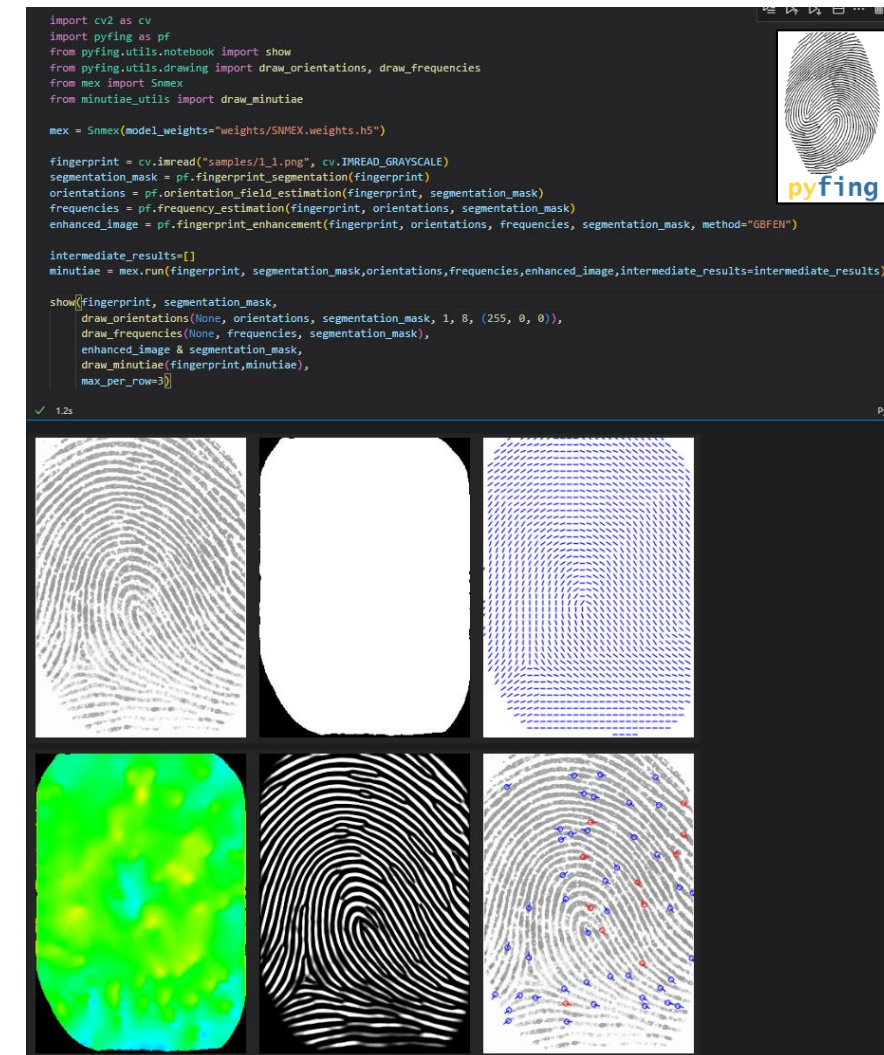 import cv2 as cv
import pyfing as pf
from pyfing.utils.notebook import show
from pyfing.utils.drawing import draw_orientations, draw_frequencies
from mex import Snmex
from minutiae_utils import draw_minutiae
mex = Snmex(model_weights="weights/SNMEX.weights.h5")
fingerprint = cv.imread("samples/1_1.png", cv.IMREAD_GRAYSCALE)
segmentation_mask = pf.fingerprint_segmentation(fingerprint)
orientations = pf.orientation_field_estimation(fingerprint, segmentation_mask)
frequencies = pf.frequency_estimation(fingerprint, orientations, segmentation_mask)
enhanced_image = pf.fingerprint_enhancement(fingerprint, orientations, frequencies, segmentation_mask, method="GBFEN")
pyfing
intermediate_results=[]
minutiae = mex.run(fingerprint, segmentation_mask,orientations,frequencies,enhanced_image,intermediate_results=intermediate_results)
show(fingerprint, segmentation_mask,
draw_orientations(None, orientations, segmentation_mask, 1, 8, (255, 0, 0)),
draw_frequencies(None, frequencies, segmentation_mask),
enhanced_image & segmentation_mask,
draw_minutiae(fingerprint,minutiae),
max_per_row=3)
1.2s